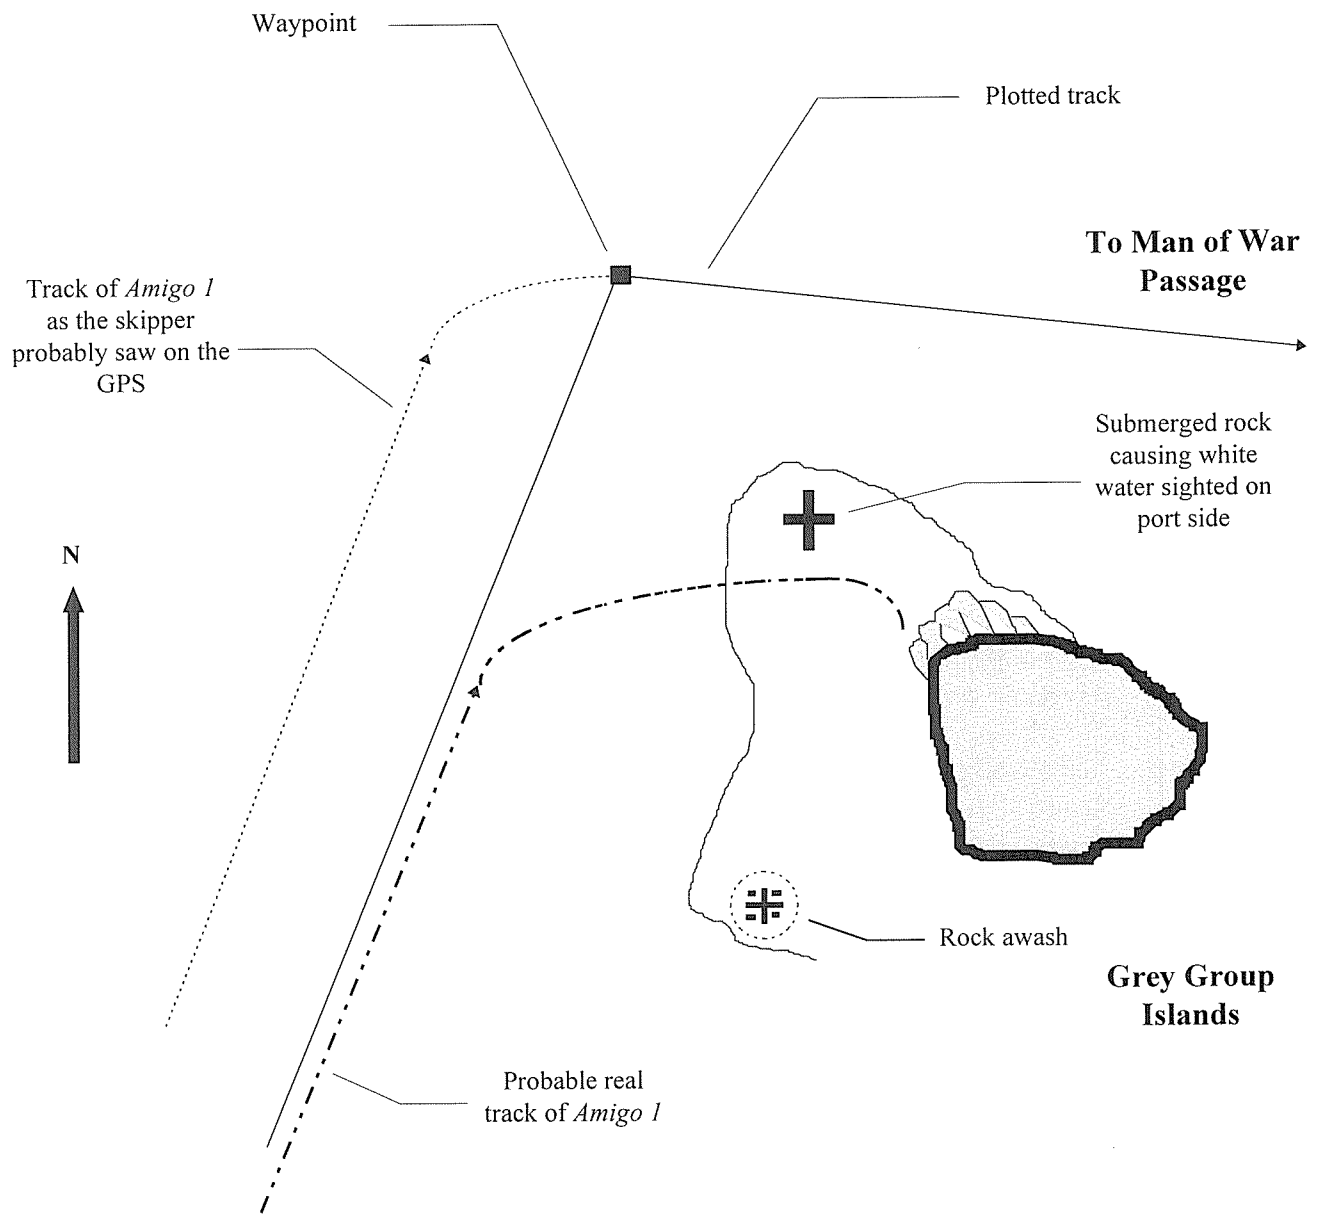 Waypoint
Plotted track
To Man of War
Passage
Track of Amigo 1
as the skipper
probably saw on the
GPS
Submerged rock
causing white
water sighted on
port side
N
Rock awash
Grey Group
Islands
Probable real
track of Amigo 1